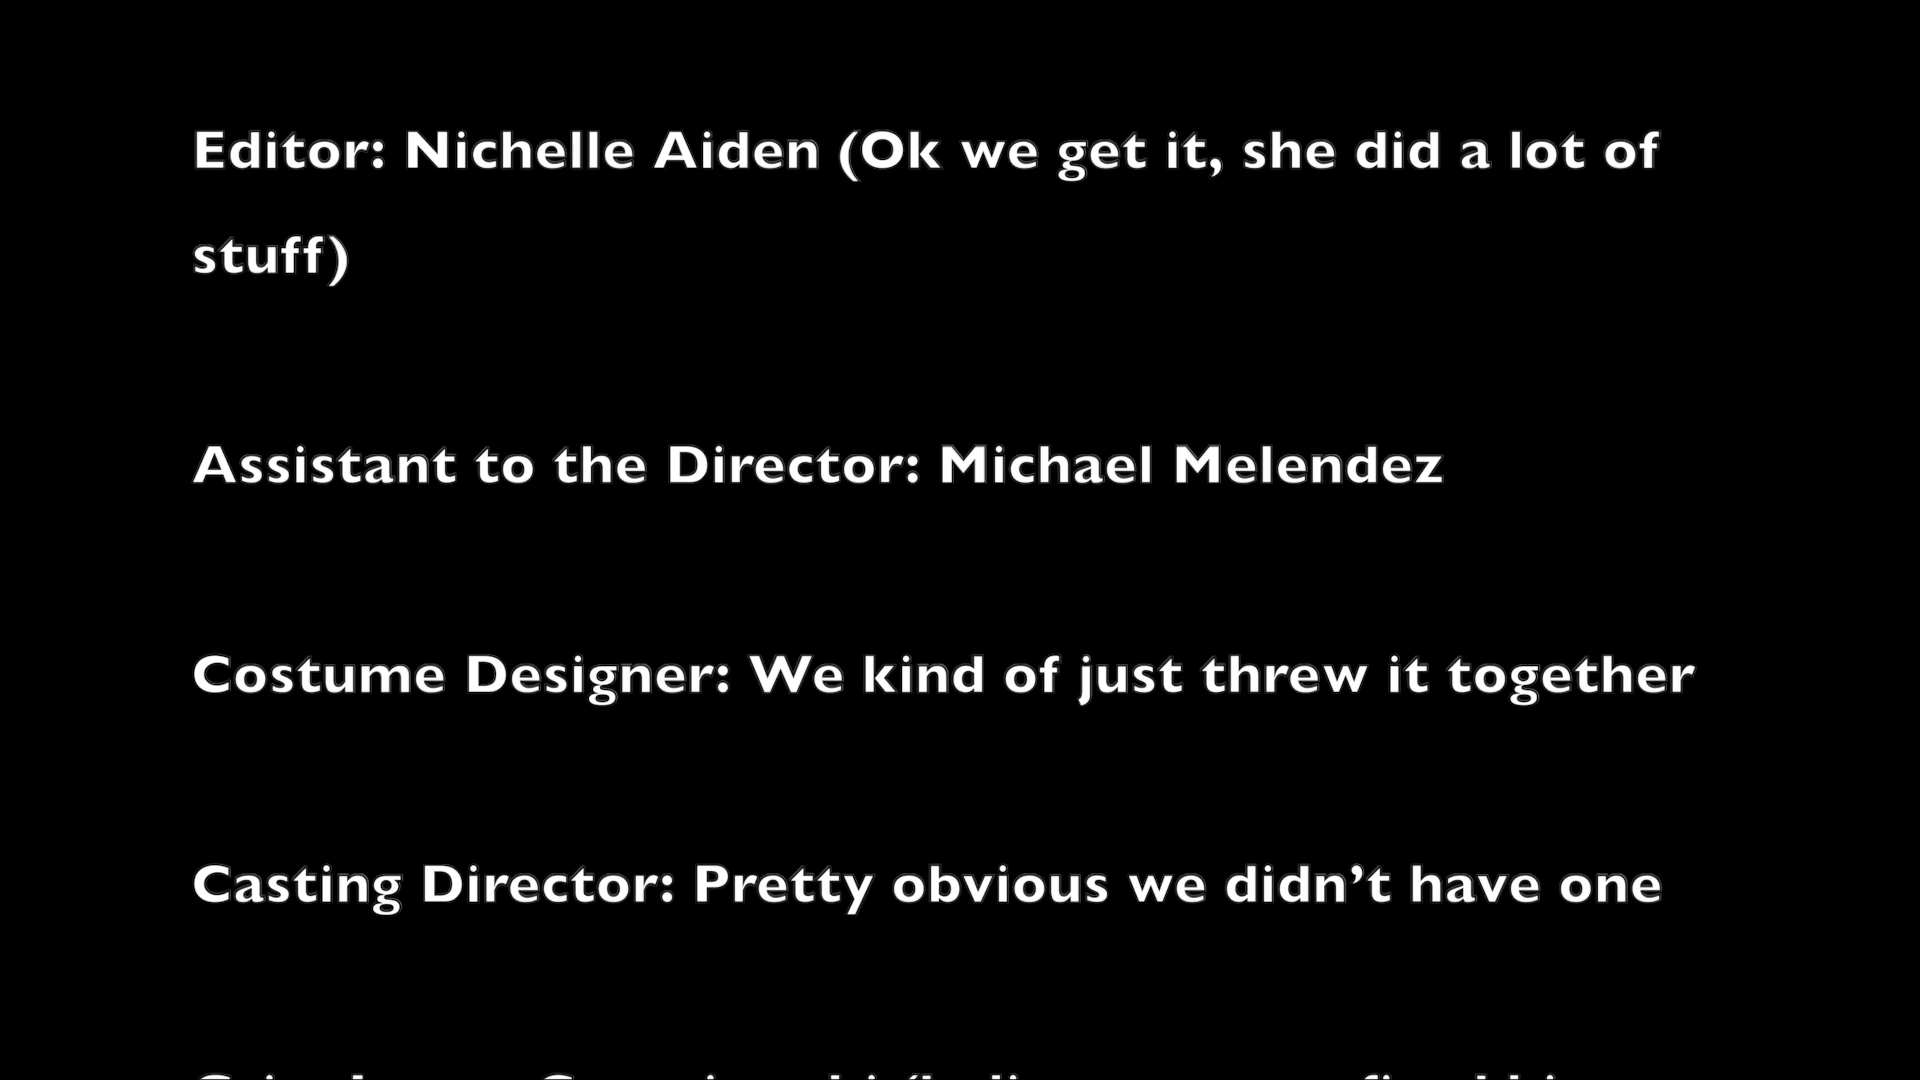 Editor: Nichelle Aiden (Ok we get it, she did a lot of
stuff)
Assistant to the Director: Michael Melendez
Costume Designer: We kind of just threw it together
Casting Director: Pretty obvious we didn’t have one